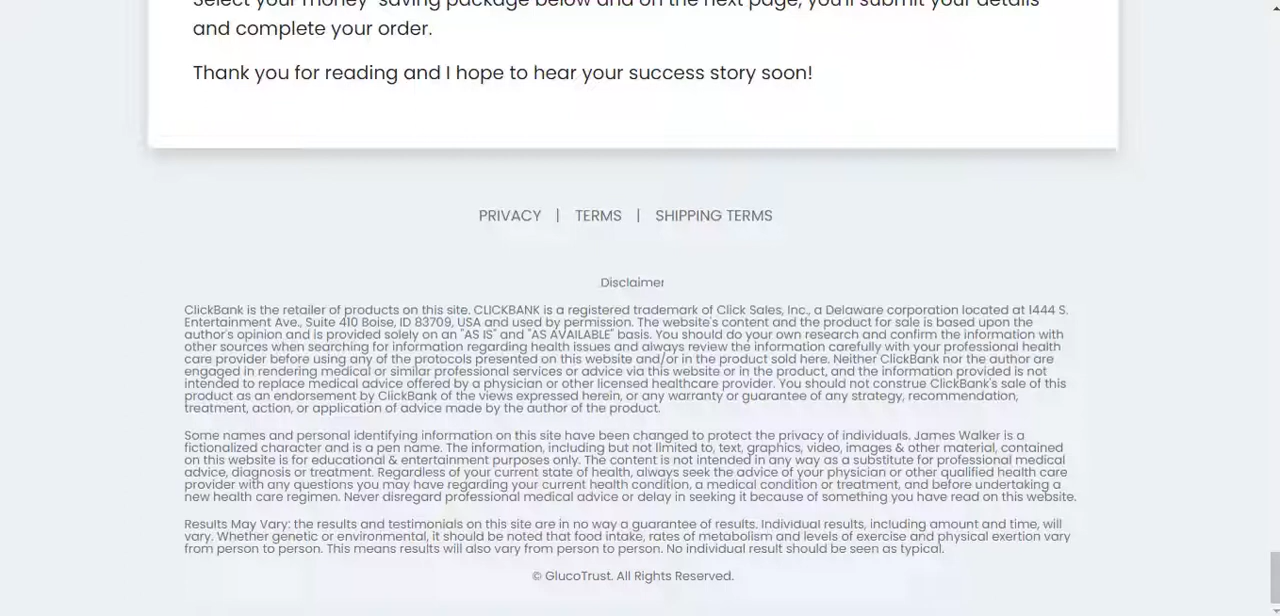 Select your money-saving package below and on the next page, you'll submit your details
and complete your order.
Thank you for reading and I hope to hear your success story soon!
PRIVACY | TERMS | SHIPPING TERMS
Disclaimer
ClickBank is the retailer of products on this site. CLICKBANK is a registered trademark of Click Sales, Inc., a Delaware corporation located at 1444 S.
Entertainment Ave., Suite 410 Boise, ID 83709, USA and used by permission. The website's content and the product for sale is based upon the
author's opinion and is provided solely on an "AS IS" and "AS AVAILABLE" basis. You should do your own research and confirm the information with
other sources when searching for information regarding health issues and always review the information carefully with your professional health
care provider before using any of the protocols presented on this website and/or in the product sold here. Neither ClickBank nor the author are
engaged in rendering medical or similar professional services or advice via this website or in the product, and the information provided is not
intended to replace medical advice offered by a physician or other licensed healthcare provider. You should not construe ClickBank's sale of this
product as an endorsement by ClickBank of the views expressed herein, or any warranty or guarantee of any strategy, recommendation,
treatment, action, or application of advice made by the author of the product.
Some names and personal identifying information on this site have been changed to protect the privacy of individuals. James Walker is a
fictionalized character and is a pen name. The information, including but not limited to, text, graphics, video, images & other material, contained
on this website is for educational & entertainment purposes only. The content is not intended in any way as a substitute for professional medical
advice, diagnosis or treatment. Regardless of your current state of health, always seek the advice of your physician or other qualified health care
provider with any questions you may have regarding your current health condition, a medical condition or treatment, and before undertaking a
new health care regimen. Never disregard professional medical advice or delay in seeking it because of something you have read on this website.
Results May Vary: the results and testimonials on this site are in no way a guarantee of results. Individual results, including amount and time, will
vary. Whether genetic or environmental, it should be noted that food intake, rates of metabolism and levels of exercise and physical exertion vary
from person to person. This means results will also vary from person to person. No individual result should be seen as typical.
© GlucoTrust. All Rights Reserved.